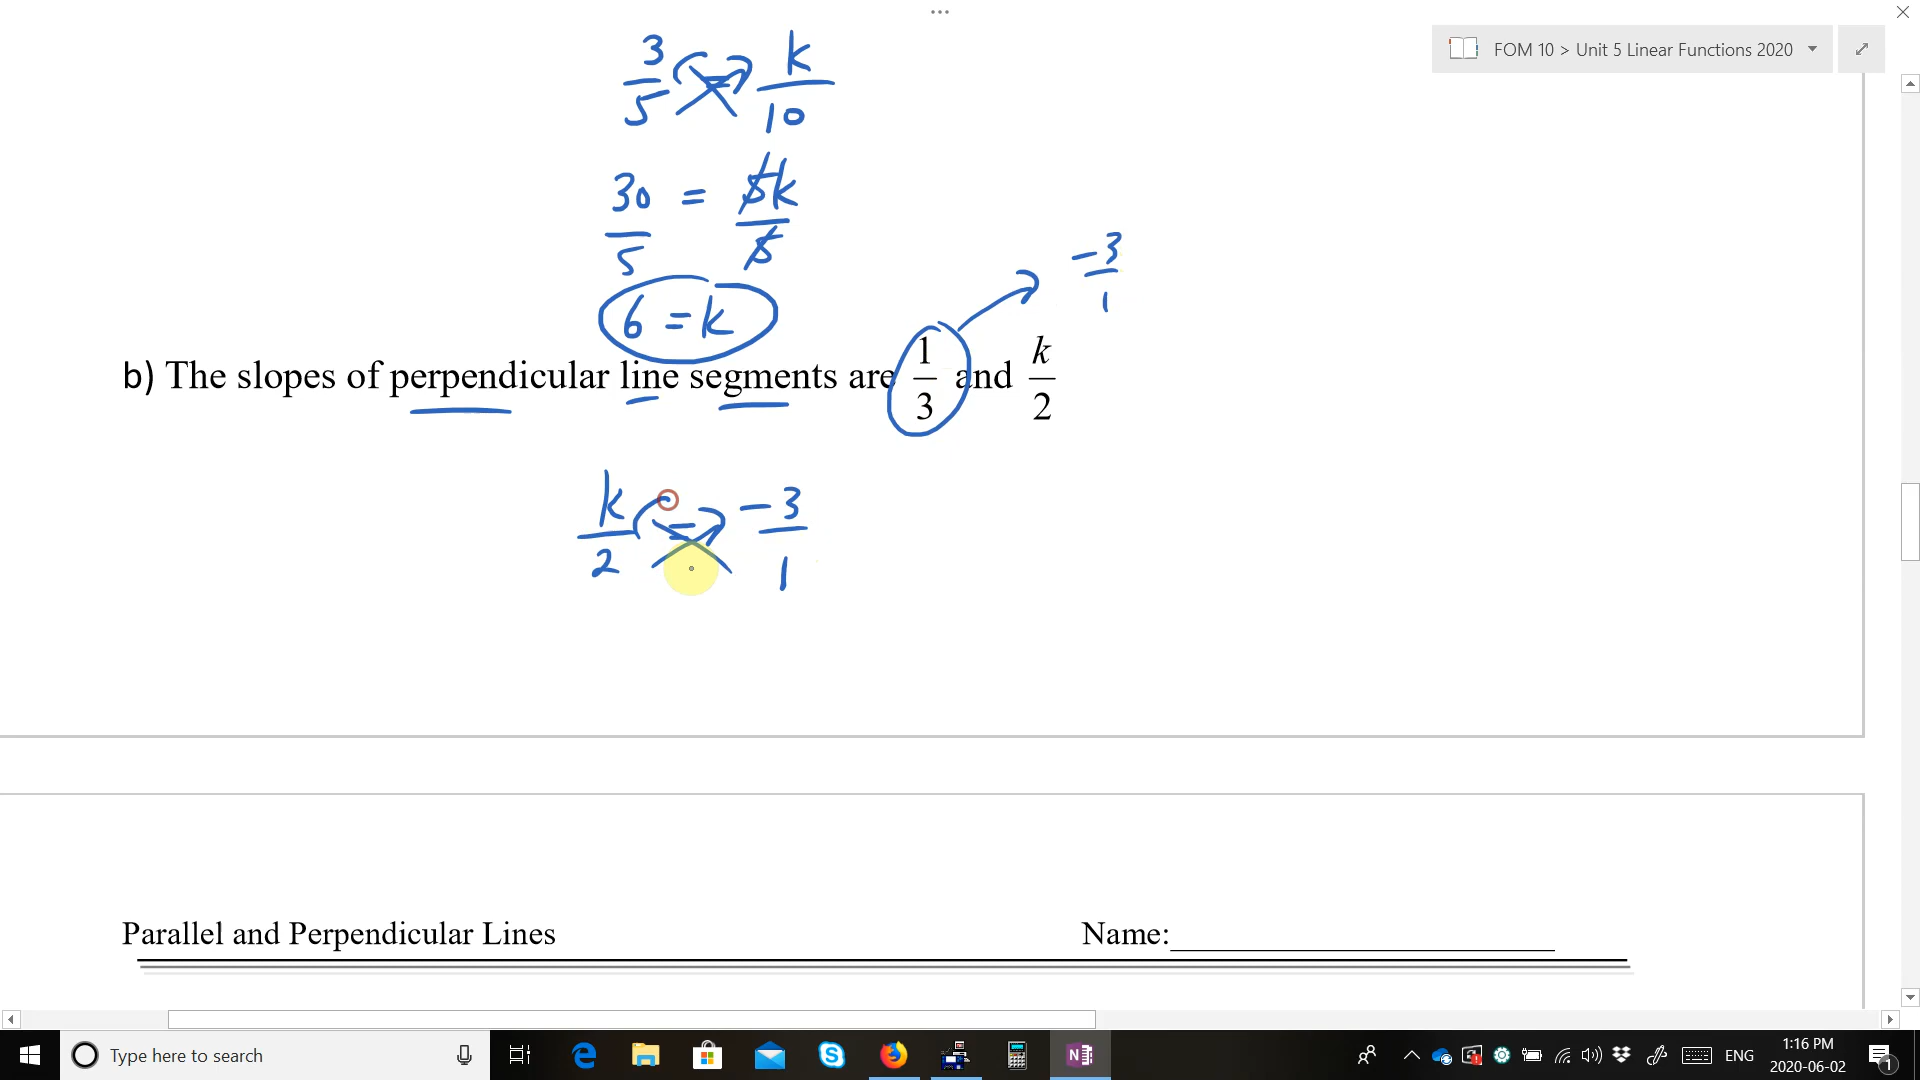 FOM 10 > Unit 5 Linear Functions 2020
3/5 = k/10
30/5 = 5k/5
6 = k
-3/1
b) The slopes of perpendicular line segments are 1/3 and k/2
k/2 = -3/1
Parallel and Perpendicular Lines Name:
Type here to search
ENG
1:16 PM
2020-06-02
1